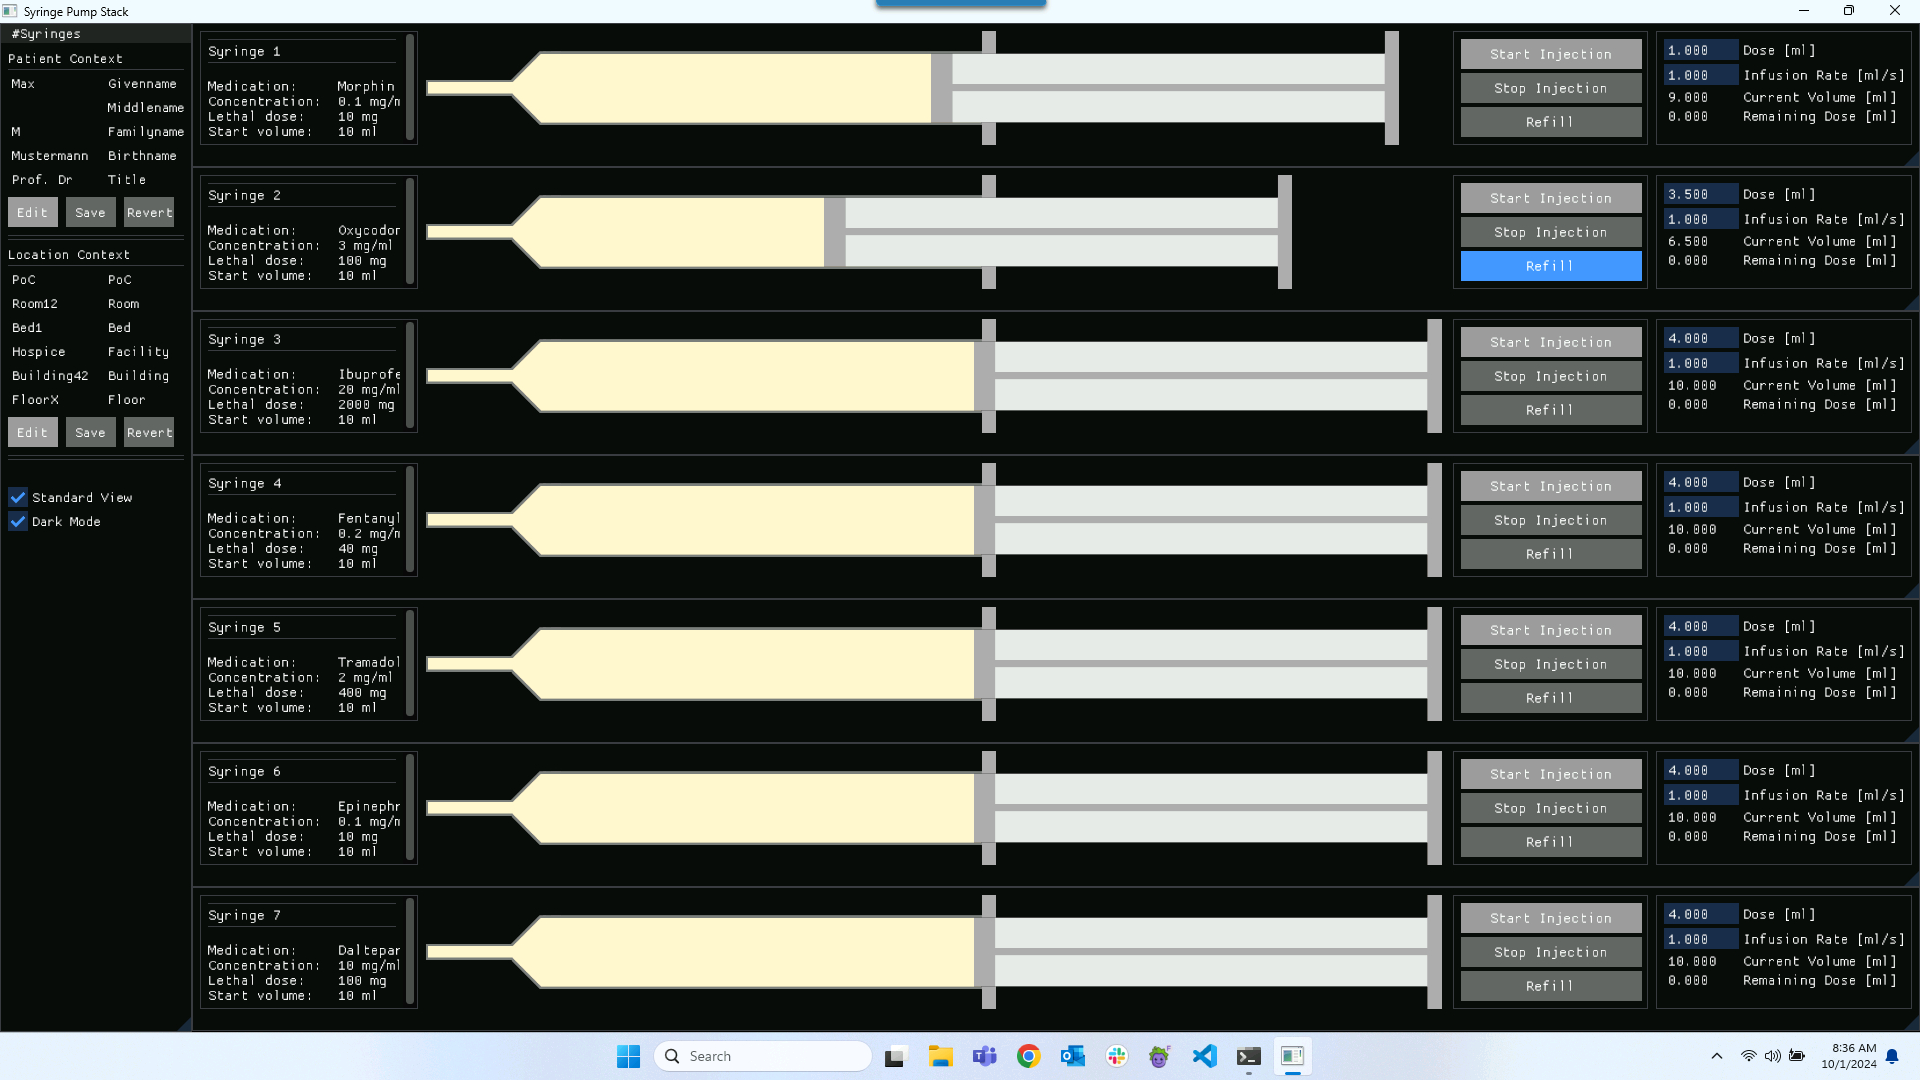 Syringe Pump Stack
#Syringes
Patient Context
Max Givenname
Middlename
M Familyname
Mustermann Birthname
Prof. Dr Title
Edit Save Revert
Location Context
PoC PoC
Room12 Room
Bed1 Bed
Hospice Facility
Building42 Building
FloorX Floor
Edit Save Revert
Standard View
Dark Mode
Syringe 1
Medication: Morphin
Concentration: 0.1 mg/m
Lethal dose: 10 mg
Start volume: 10 ml
Start Injection
Stop Injection
Refill
1.000 Dose [ml]
1.000 Infusion Rate [ml/s]
9.000 Current Volume [ml]
0.000 Remaining Dose [ml]
Syringe 2
Medication: Oxycodor
Concentration: 3 mg/ml
Lethal dose: 100 mg
Start volume: 10 ml
Start Injection
Stop Injection
Refill
3.500 Dose [ml]
1.000 Infusion Rate [ml/s]
6.500 Current Volume [ml]
0.000 Remaining Dose [ml]
Syringe 3
Medication: Ibuprofe
Concentration: 20 mg/ml
Lethal dose: 2000 mg
Start volume: 10 ml
Start Injection
Stop Injection
Refill
4.000 Dose [ml]
1.000 Infusion Rate [ml/s]
10.000 Current Volume [ml]
0.000 Remaining Dose [ml]
Syringe 4
Medication: Fentanyl
Concentration: 0.2 mg/m
Lethal dose: 40 mg
Start volume: 10 ml
Start Injection
Stop Injection
Refill
4.000 Dose [ml]
1.000 Infusion Rate [ml/s]
10.000 Current Volume [ml]
0.000 Remaining Dose [ml]
Syringe 5
Medication: Tramadol
Concentration: 2 mg/ml
Lethal dose: 400 mg
Start volume: 10 ml
Start Injection
Stop Injection
Refill
4.000 Dose [ml]
1.000 Infusion Rate [ml/s]
10.000 Current Volume [ml]
0.000 Remaining Dose [ml]
Syringe 6
Medication: Epinephr
Concentration: 0.1 mg/m
Lethal dose: 10 mg
Start volume: 10 ml
Start Injection
Stop Injection
Refill
4.000 Dose [ml]
1.000 Infusion Rate [ml/s]
10.000 Current Volume [ml]
0.000 Remaining Dose [ml]
Syringe 7
Medication: Daltepar
Concentration: 10 mg/ml
Lethal dose: 100 mg
Start volume: 10 ml
Start Injection
Stop Injection
Refill
4.000 Dose [ml]
1.000 Infusion Rate [ml/s]
10.000 Current Volume [ml]
0.000 Remaining Dose [ml]
Search
8:36 AM
10/1/2024